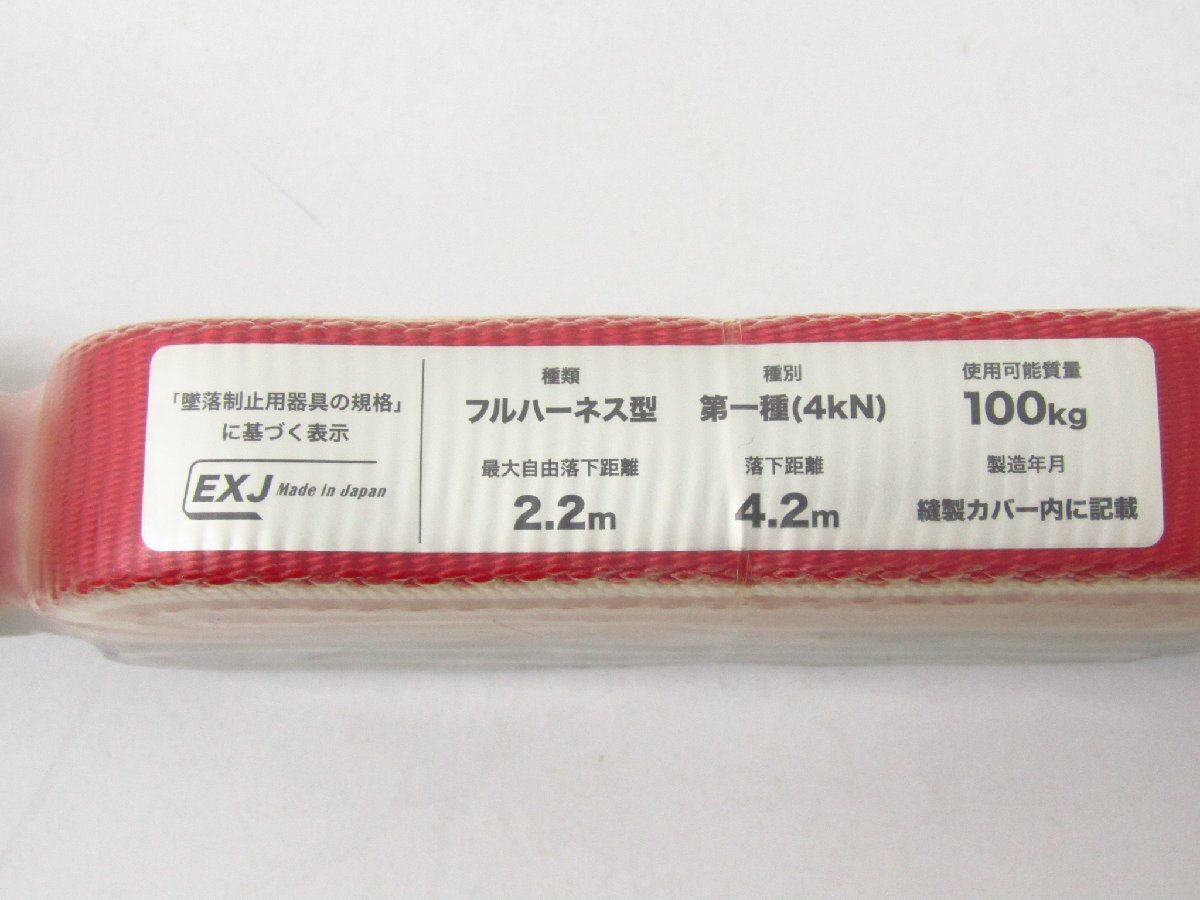 「墜落制止用器具の規格」
に基づく表示
EXJ Made in Japan
種類
フルハーネス型
種別
第一種(4kN)
使用可能質量
100kg
最大自由落下距離
2.2m
落下距離
4.2m
製造年月
縫製カバー内に記載